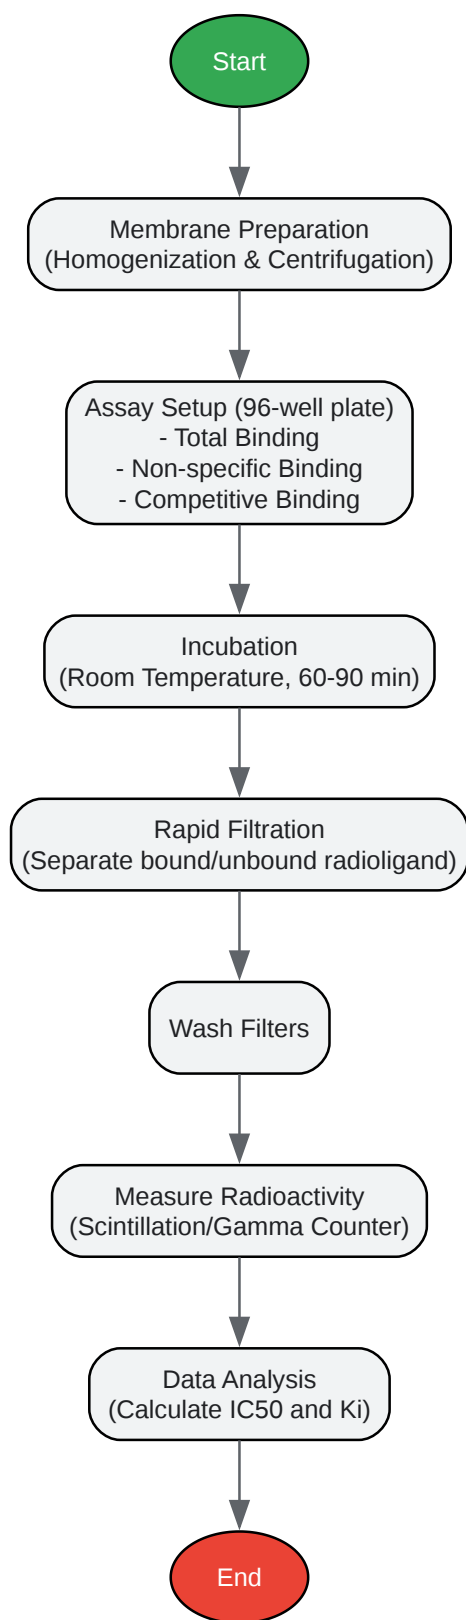 Start
Membrane Preparation
(Homogenization & Centrifugation)
Assay Setup (96-well plate)
- Total Binding
- Non-specific Binding
- Competitive Binding
Incubation
(Room Temperature, 60-90 min)
Rapid Filtration
(Separate bound/unbound radioligand)
Wash Filters
Measure Radioactivity
(Scintillation/Gamma Counter)
Data Analysis
(Calculate IC50 and Ki)
End